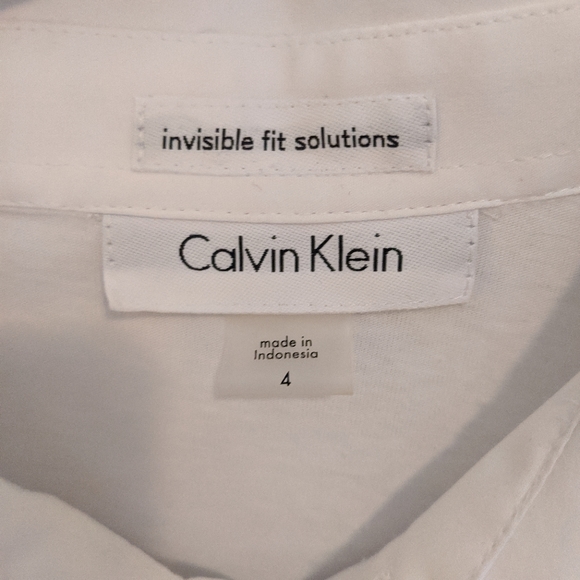 invisible fit solutions
Calvin Klein
made in
Indonesia
4